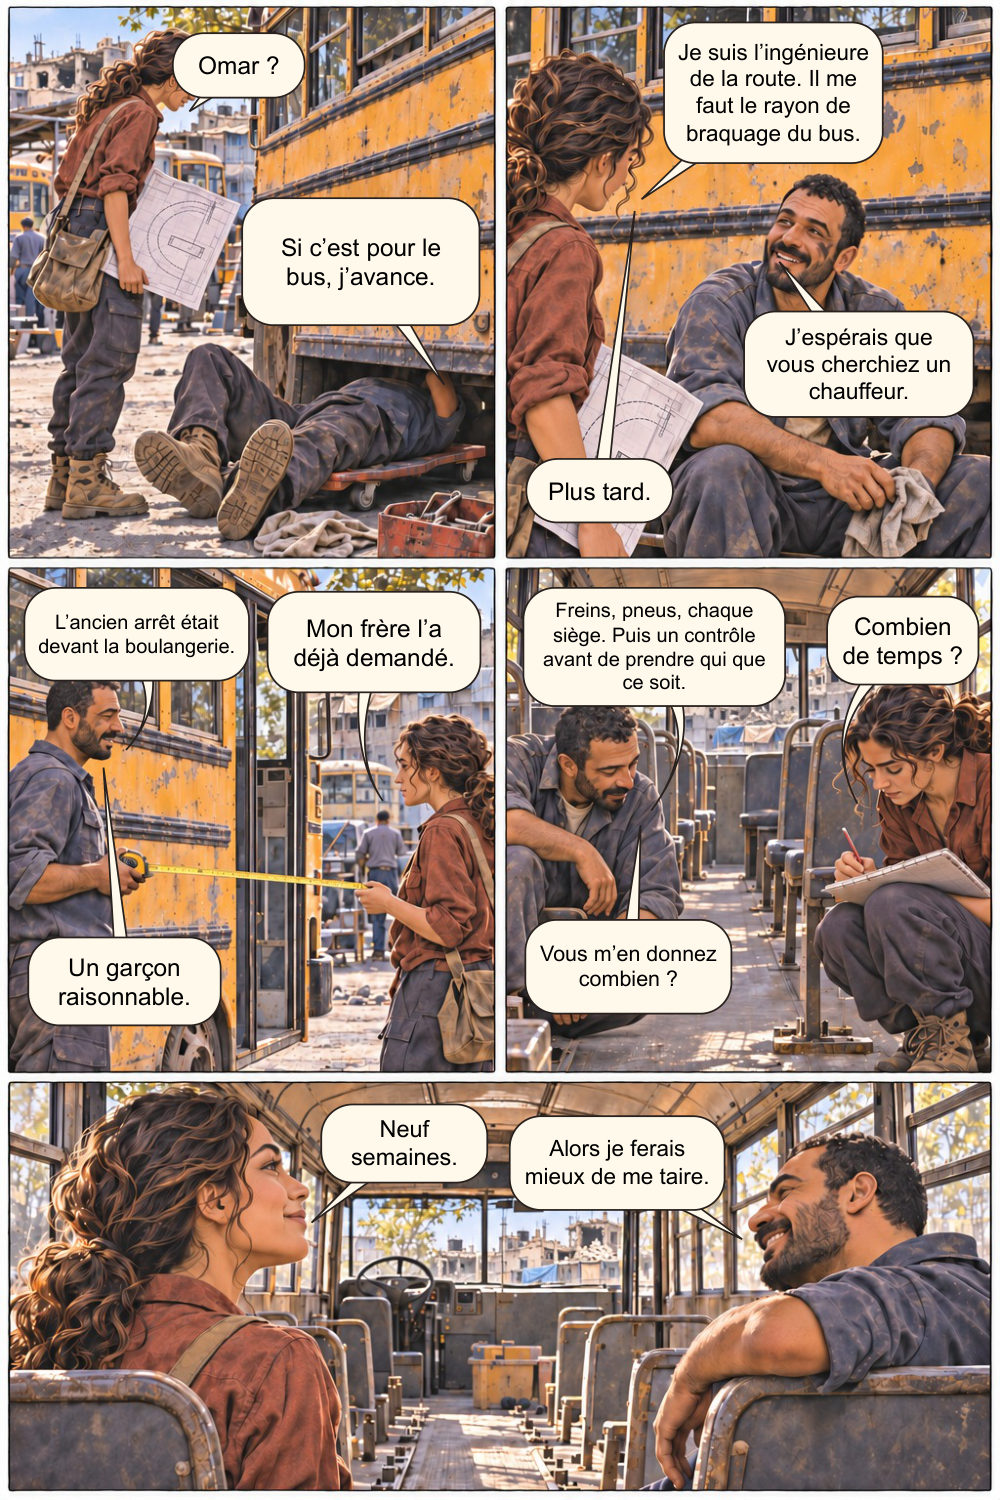 Omar ?
Si c'est pour le
bus, j'avance.
Je suis l'ingénieure
de la route. Il me
faut le rayon de
braquage du bus.
J'espérais que
vous cherchiez un
chauffeur.
Plus tard.
L'ancien arrêt était
devant la boulangerie.
Mon frère l'a
déjà demandé.
Un garçon
raisonnable.
Freins, pneus, chaque
siège. Puis un contrôle
avant de prendre qui que
ce soit.
Combien
de temps ?
Vous m'en donnez
combien ?
Neuf
semaines.
Alors je ferais
mieux de me taire.